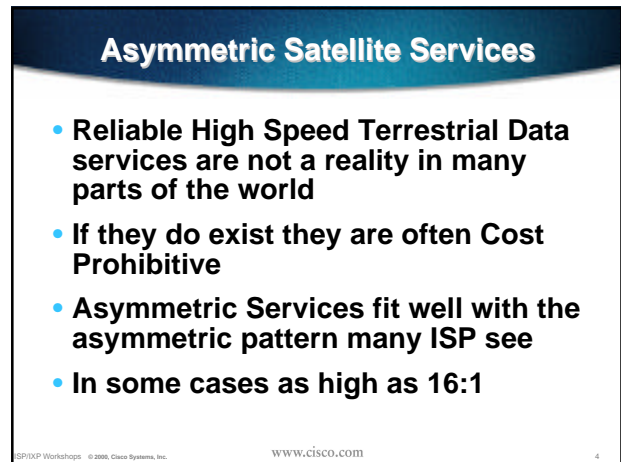 Asymmetric Satellite Services
• Reliable High Speed Terrestrial Data
services are not a reality in many
parts of the world
• If they do exist they are often Cost
Prohibitive
• Asymmetric Services fit well with the
asymmetric pattern many ISP see
• In some cases as high as 16:1
ISP/IXP Workshops © 2000, Cisco Systems, Inc. www.cisco.com 4